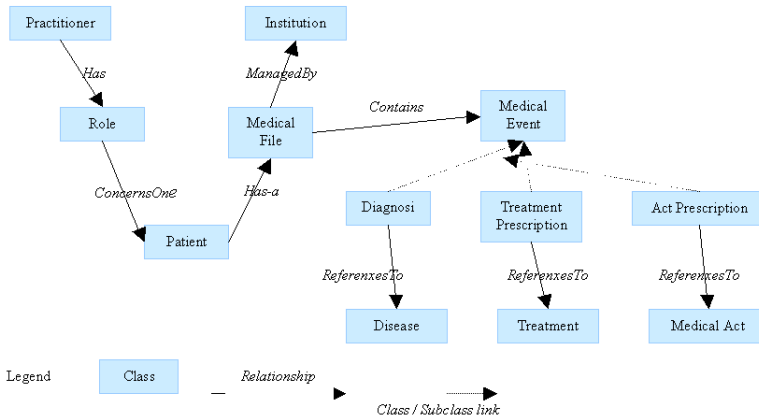 Practitioner
Institution
Has
ManagedBy
Contains
Medical
Event
Role
Medical
File
ConcernsOne
Has-a
Patient
Diagnosi
Treatment
Prescription
Act Prescription
ReferenxesTo
ReferenxesTo
ReferenxesTo
Disease
Treatment
Medical Act
Legend
Class
Relationship
Class / Subclass link